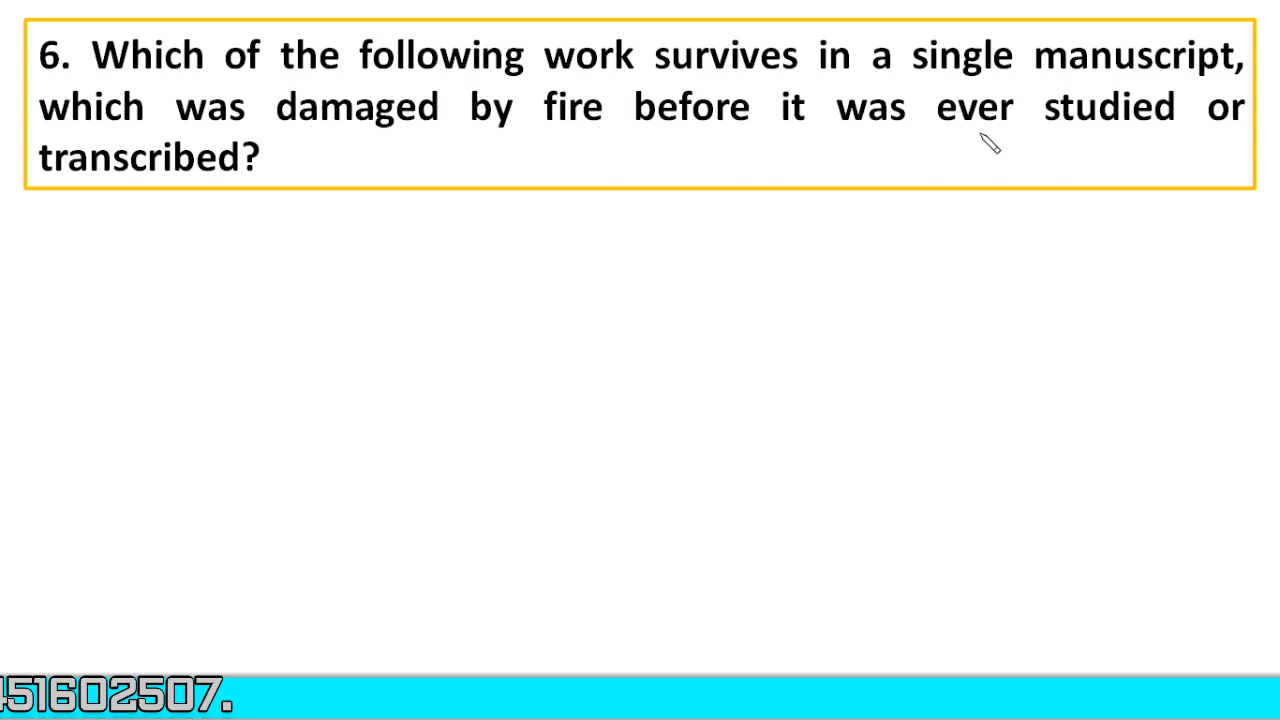 6. Which of the following work survives in a single manuscript,
which was damaged by fire before it was ever studied or
transcribed?
451602507.